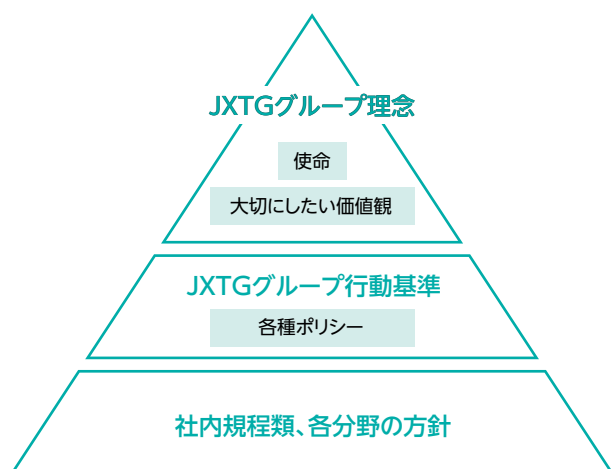 JXTGグループ理念
使命
大切にしたい価値観
JXTGグループ行動基準
各種ポリシー
社内規程類、各分野の方針